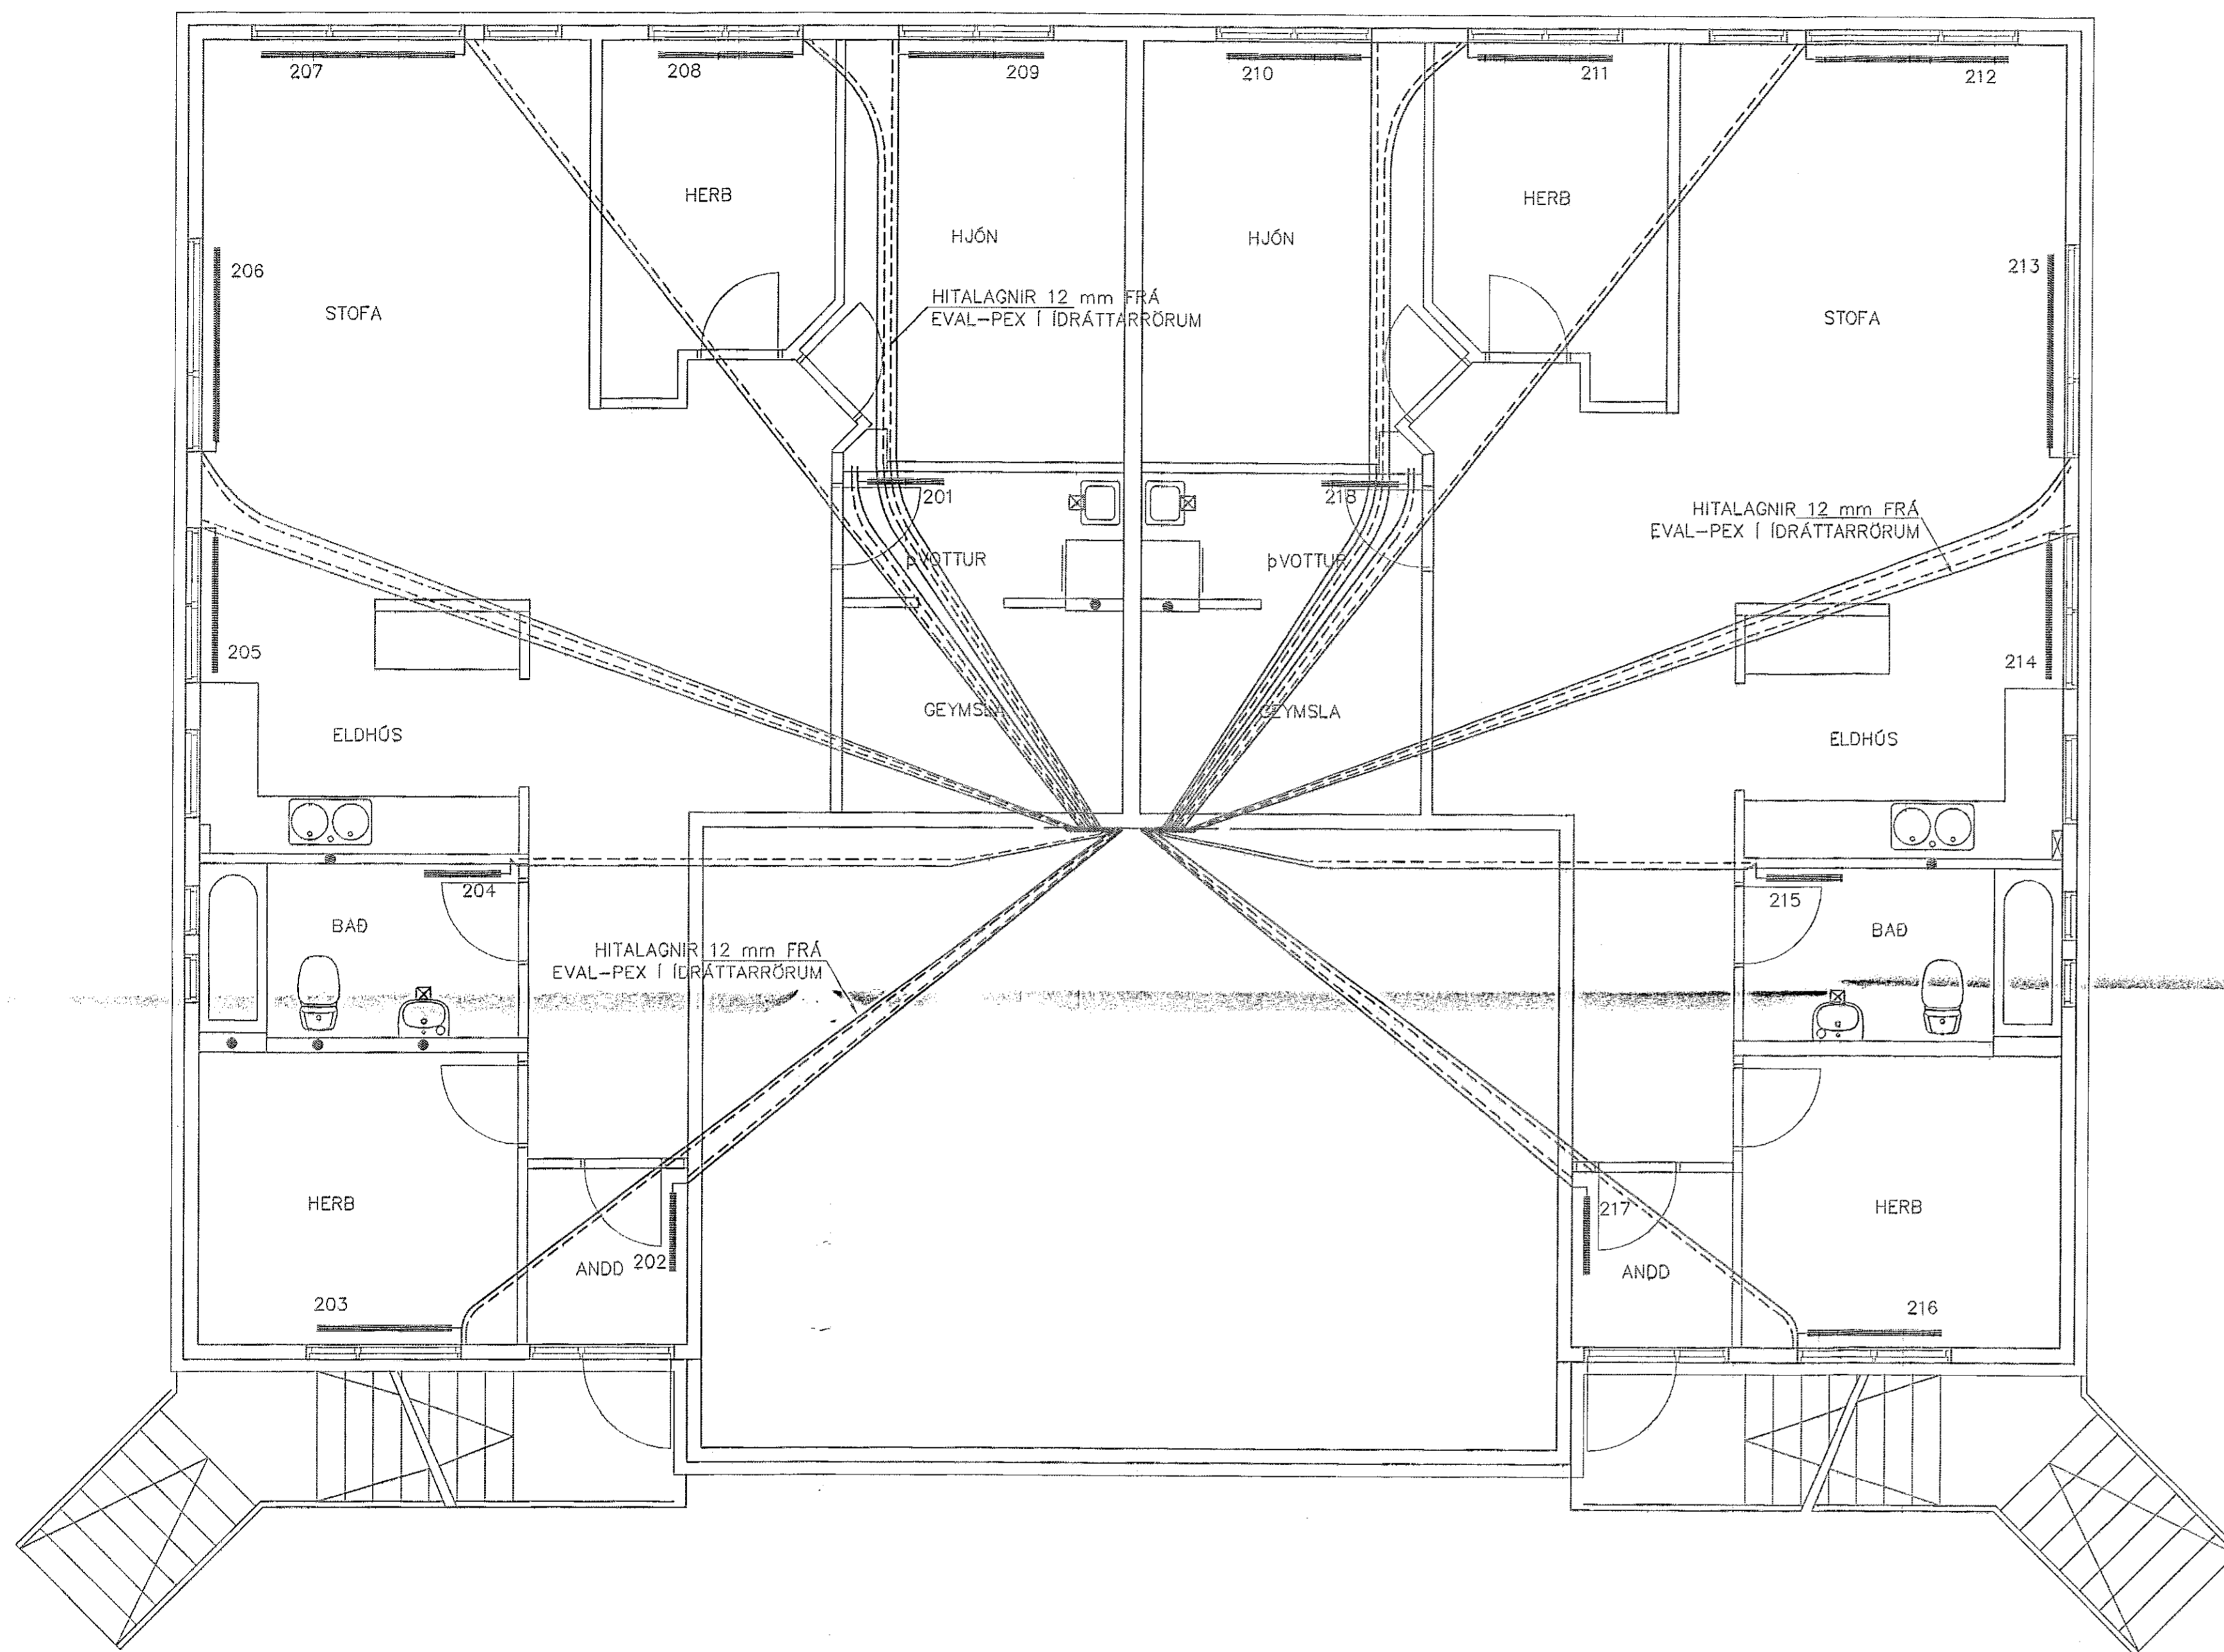 207
208
209
210
211
212
HERB
HERB
HJÓN
HJÓN
206
213
HITALAGNIR 12 mm FRÁ
EVAL-PEX Í ÍDRÁTTARRÖRUM
STOFA
STOFA
201
218
HITALAGNIR 12 mm FRÁ
EVAL-PEX Í ÍDRÁTTARRÖRUM
ÞVOTTUR
ÞVOTTUR
205
214
GEYMSLA
GEYMSLA
ELDHÚS
ELDHÚS
204
215
BAÐ
BAÐ
HITALAGNIR 12 mm FRÁ
EVAL-PEX Í ÍDRÁTTARRÖRUM
HERB
217
HERB
ANDD
202
ANDD
203
216